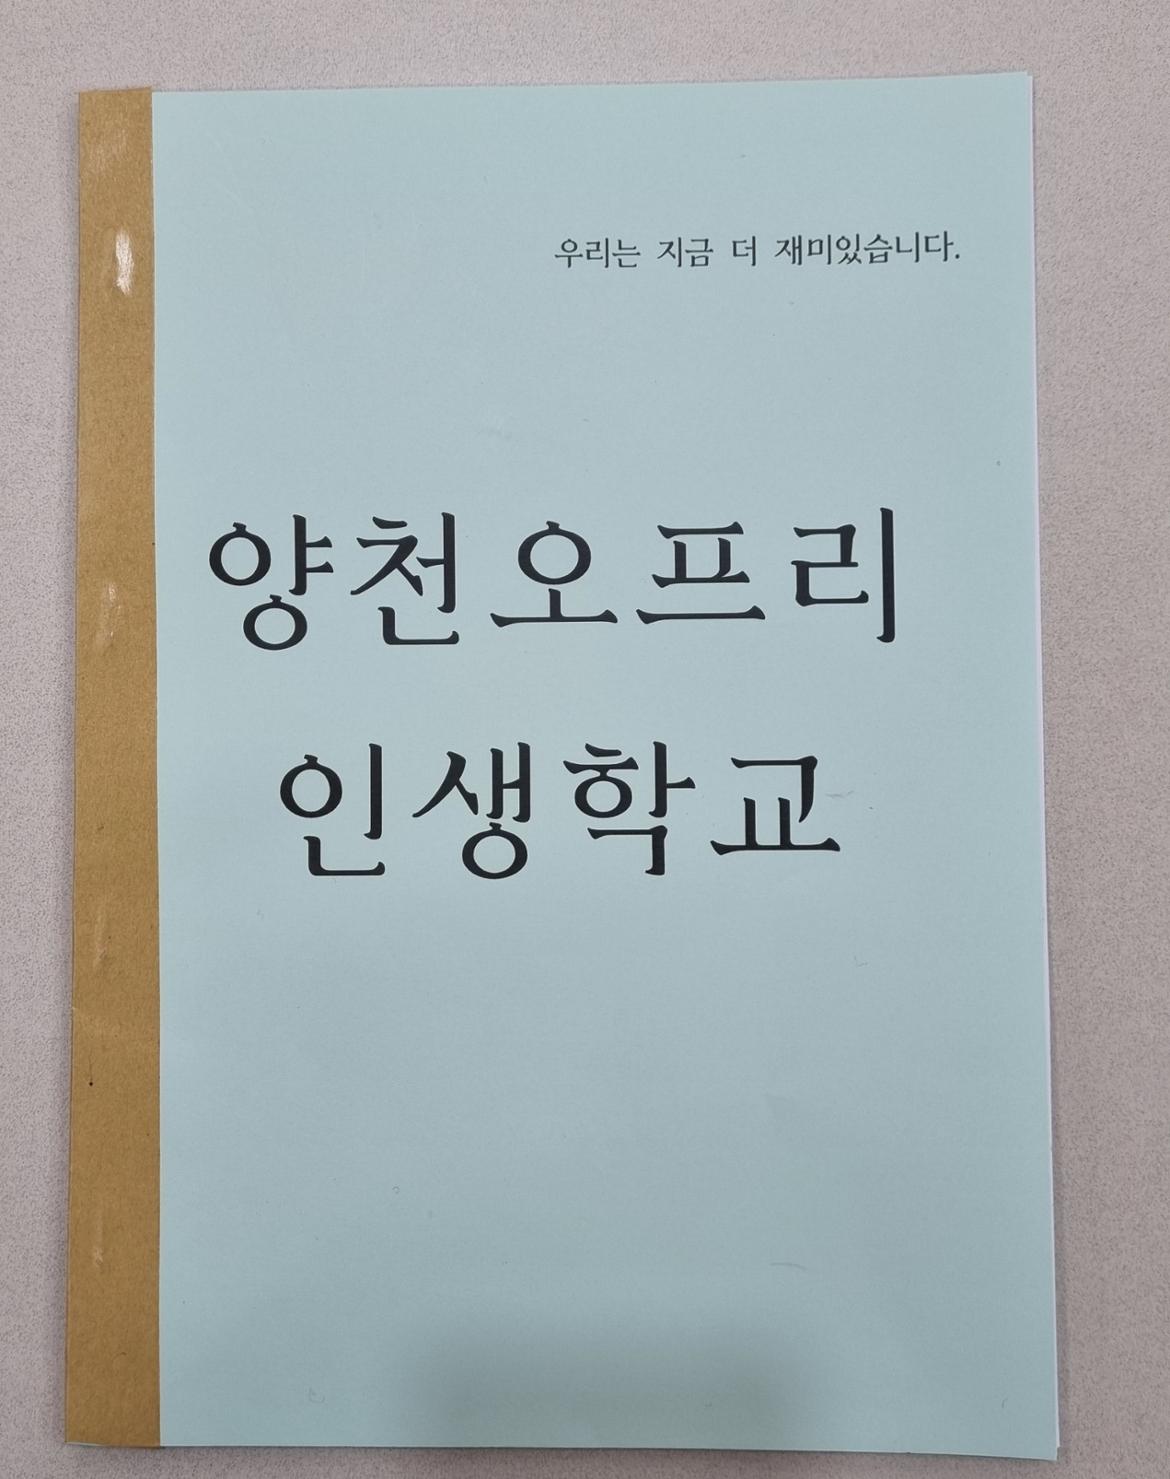 우리는 지금 더 재미있습니다.
양천오프리
인생학교